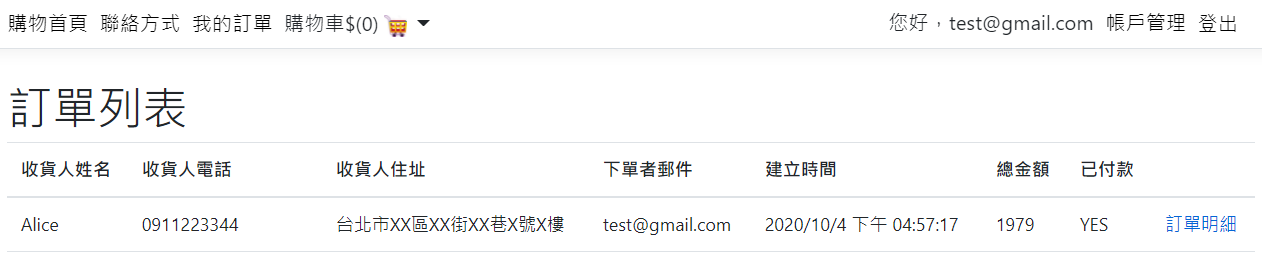 購物首頁 聯絡方式 我的訂單 購物車$(0) 您好，test@gmail.com 帳戶管理 登出
訂單列表
收貨人姓名 收貨人電話 收貨人住址 下單者郵件 建立時間 總金額 已付款
Alice 0911223344 台北市XX區XX街XX巷X號X樓 test@gmail.com 2020/10/4 下午 04:57:17 1979 YES 訂單明細